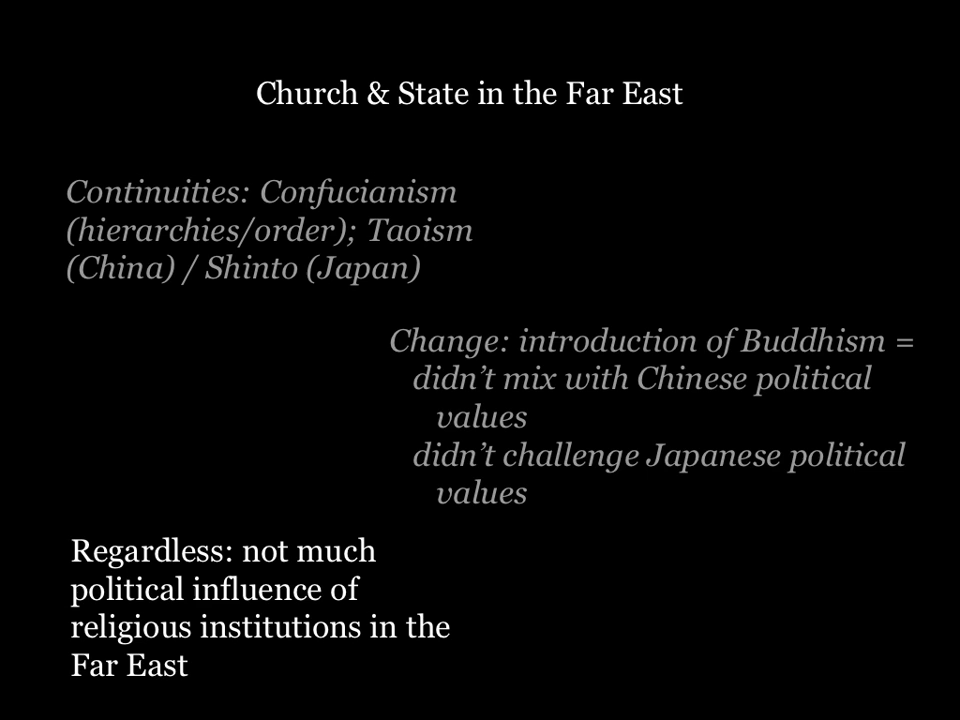 Church & State in the Far East
Continuities: Confucianism
(hierarchies/order); Taoism
(China) / Shinto (Japan)
Change: introduction of Buddhism =
didn’t mix with Chinese political
values
didn’t challenge Japanese political
values
Regardless: not much
political influence of
religious institutions in the
Far East